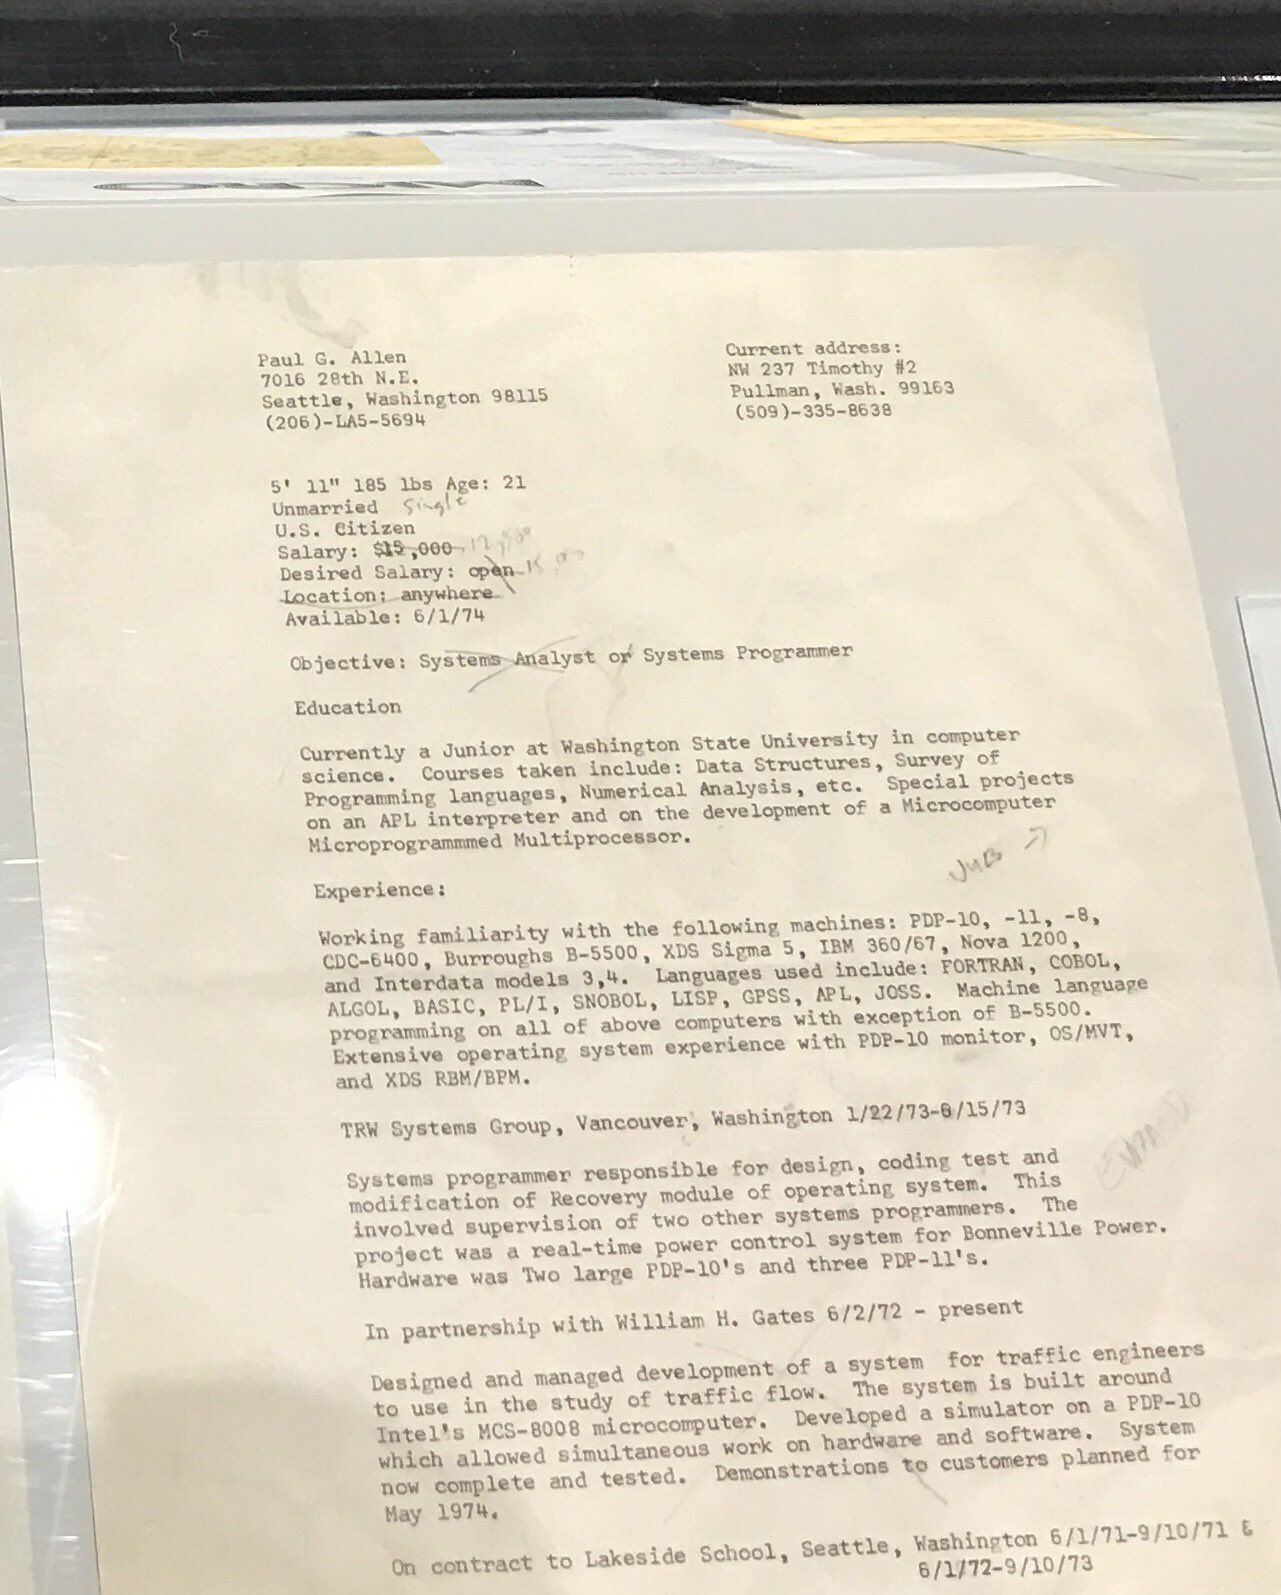 Paul G. Allen
7016 28th N.E.
Seattle, Washington 98115
(206)-LA5-5694
Current address:
NW 237 Timothy #2
Pullman, Wash. 99163
(509)-335-8638
5' 11" 185 lbs Age: 21
Unmarried single
U.S. Citizen
Salary: $15,000
Desired Salary: open
Location: anywhere
Available: 6/1/74
Objective: Systems Analyst or Systems Programmer
Education
Currently a Junior at Washington State University in computer
science. Courses taken include: Data Structures, Survey of
Programming languages, Numerical Analysis, etc. Special projects
on an APL interpreter and on the development of a Microcomputer
Microprogrammmed Multiprocessor.
Experience:
Working familiarity with the following machines: PDP-10, -11, -8,
CDC-6400, Burroughs B-5500, XDS Sigma 5, IBM 360/67, Nova 1200,
and Interdata models 3,4. Languages used include: FORTRAN, COBOL,
ALGOL, BASIC, PL/I, SNOBOL, LISP, GPSS, APL, JOSS. Machine language
programming on all of above computers with exception of B-5500.
Extensive operating system experience with PDP-10 monitor, OS/MVT,
and XDS RBM/BPM.
TRW Systems Group, Vancouver, Washington 1/22/73-8/15/73
Systems programmer responsible for design, coding test and
modification of Recovery module of operating system. This
involved supervision of two other systems programmers. The
project was a real-time power control system for Bonneville Power.
Hardware was Two large PDP-10's and three PDP-11's.
In partnership with William H. Gates 6/2/72 - present
Designed and managed development of a system for traffic engineers
to use in the study of traffic flow. The system is built around
Intel's MCS-8008 microcomputer. Developed a simulator on a PDP-10
which allowed simultaneous work on hardware and software. System
now complete and tested. Demonstrations to customers planned for
May 1974.
On contract to Lakeside School, Seattle, Washington 6/1/71-9/10/71 &
6/1/72-9/10/73